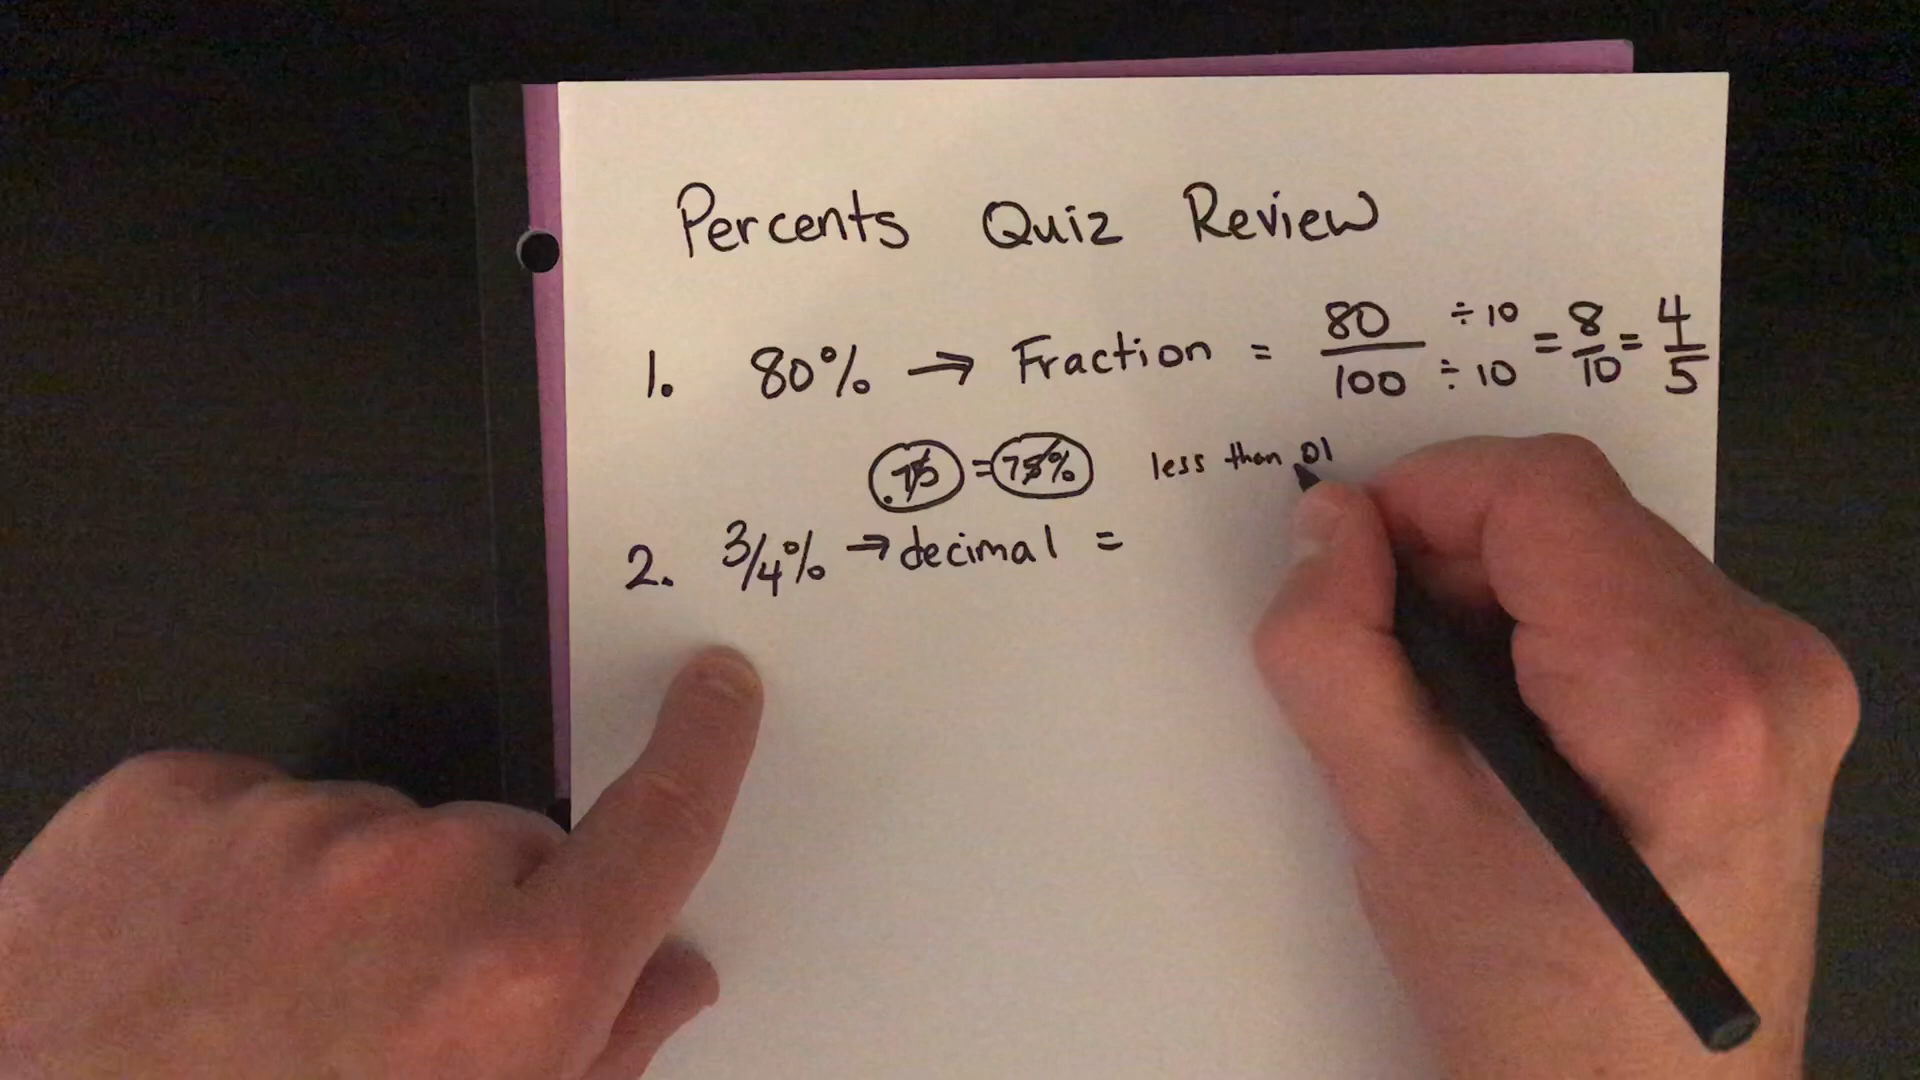 Percents Quiz Review
1. 80% → Fraction = 80/100 ÷10/÷10 = 8/10 = 4/5
.75 = 75% less than .01
2. 3/4% → decimal =